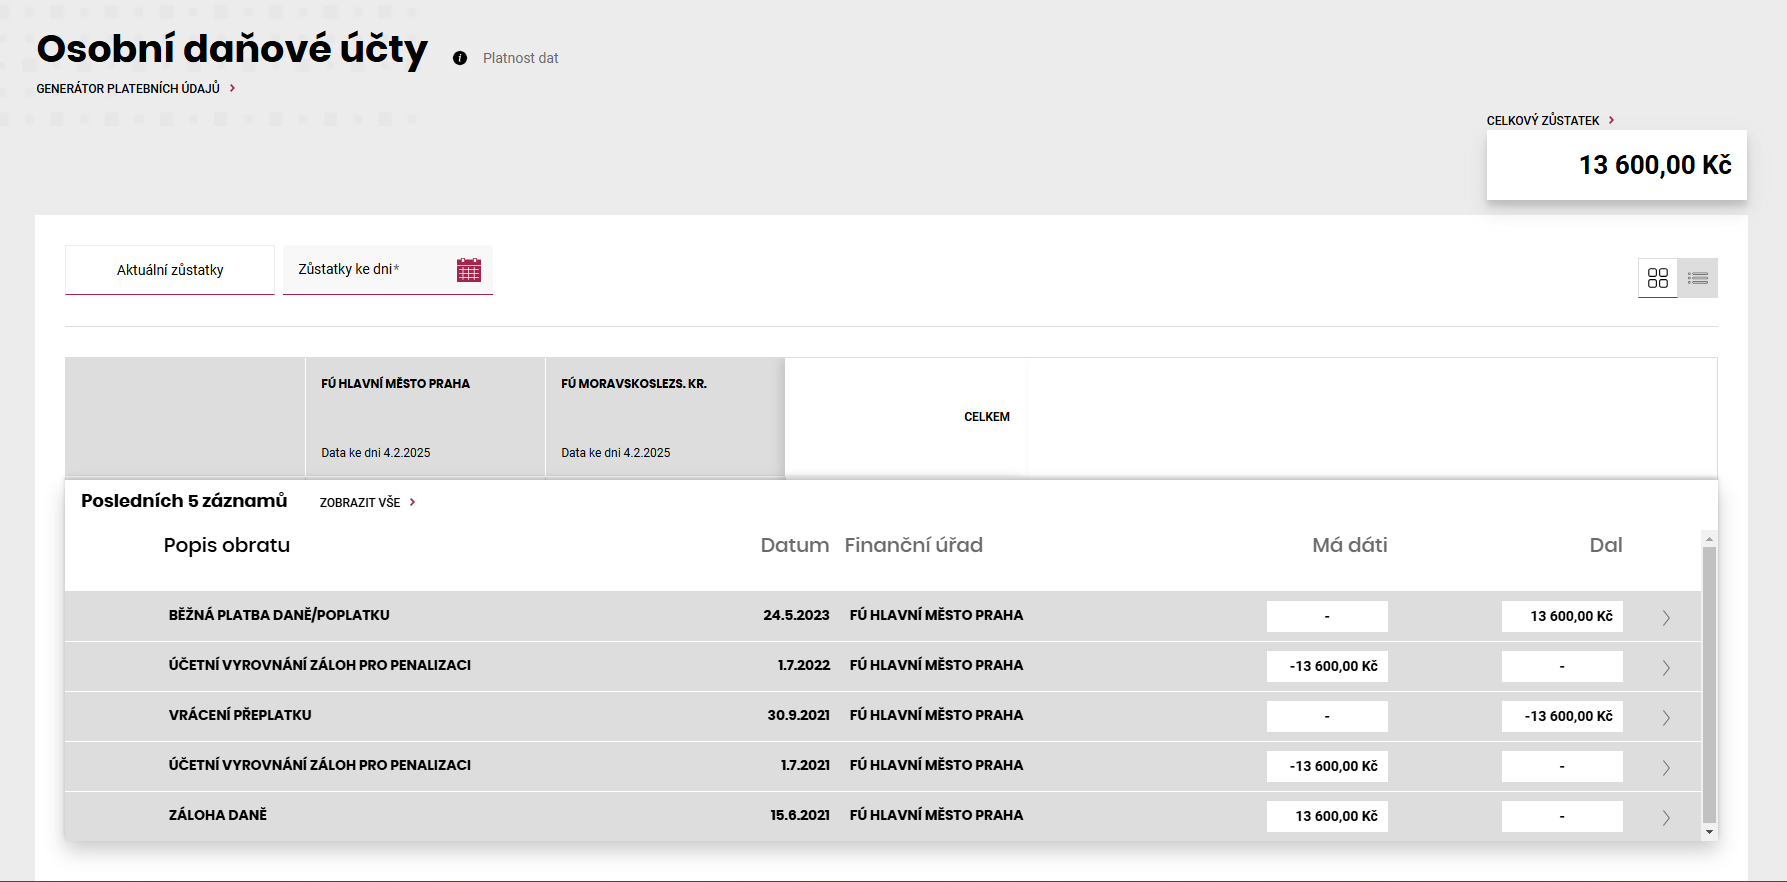 Osobní daňové účty
Platnost dat
GENERÁTOR PLATEBNÍCH ÚDAJŮ
CELKOVÝ ZŮSTATEK
13 600,00 Kč
Aktuální zůstatky
Zůstatky ke dni*
FÚ HLAVNÍ MĚSTO PRAHA
FÚ MORAVSKOSLEZS. KR.
CELKEM
Data ke dni 4.2.2025
Data ke dni 4.2.2025
Posledních 5 záznamů
ZOBRAZIT VŠE
Popis obratu Datum Finanční úřad Má dáti Dal
BĚŽNÁ PLATBA DANĚ/POPLATKU 24.5.2023 FÚ HLAVNÍ MĚSTO PRAHA - 13 600,00 Kč
ÚČETNÍ VYROVNÁNÍ ZÁLOH PRO PENALIZACI 1.7.2022 FÚ HLAVNÍ MĚSTO PRAHA -13 600,00 Kč -
VRÁCENÍ PŘEPLATKU 30.9.2021 FÚ HLAVNÍ MĚSTO PRAHA - -13 600,00 Kč
ÚČETNÍ VYROVNÁNÍ ZÁLOH PRO PENALIZACI 1.7.2021 FÚ HLAVNÍ MĚSTO PRAHA -13 600,00 Kč -
ZÁLOHA DANĚ 15.6.2021 FÚ HLAVNÍ MĚSTO PRAHA 13 600,00 Kč -